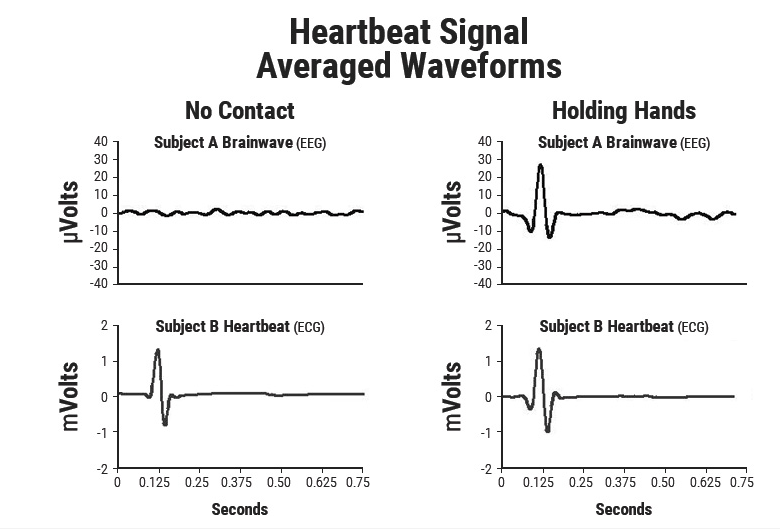 Heartbeat Signal
Averaged Waveforms
No Contact
Subject A Brainwave (EEG)
µVolts
40
30
20
10
0
-10
-20
-30
-40
Holding Hands
Subject A Brainwave (EEG)
µVolts
40
30
20
10
0
-10
-20
-30
-40
Subject B Heartbeat (ECG)
mVolts
2
1
0
-1
-2
0 0.125 0.25 0.375 0.50 0.625 0.75
Seconds
Subject B Heartbeat (ECG)
mVolts
2
1
0
-1
-2
0 0.125 0.25 0.375 0.50 0.625 0.75
Seconds